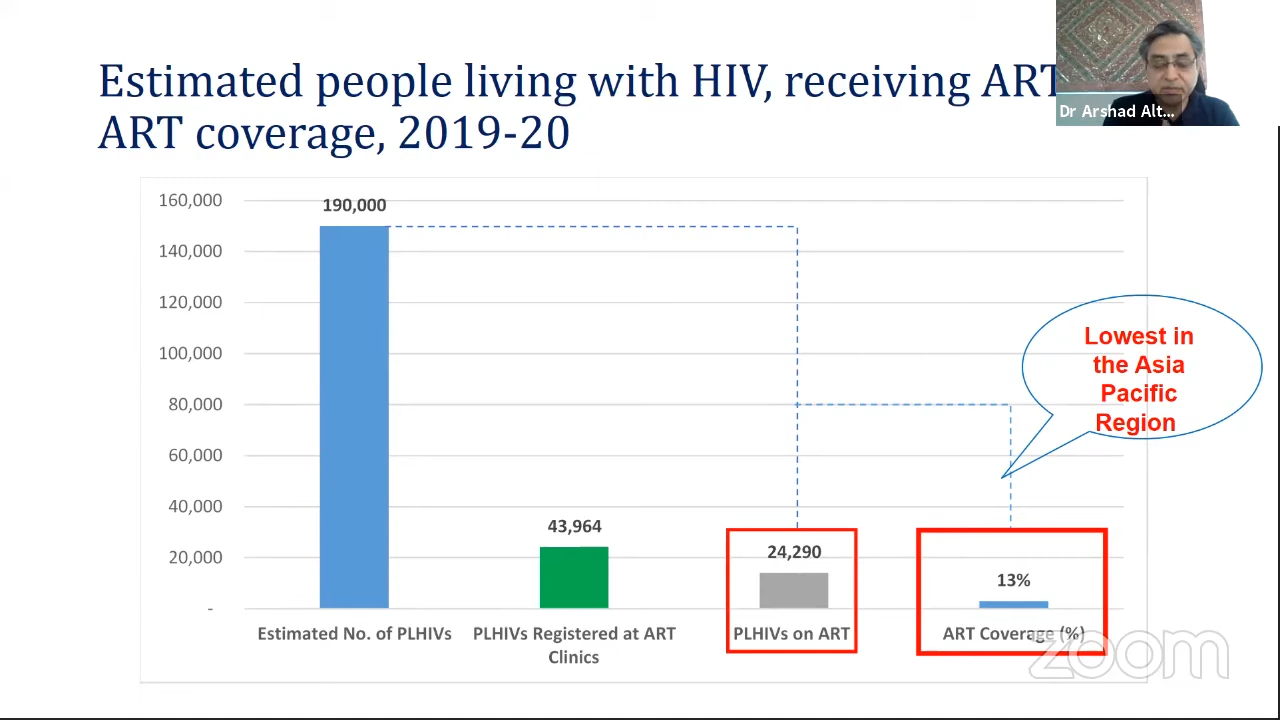 Estimated people living with HIV, receiving ART
ART coverage, 2019-20
Dr Arshad Alt...
160,000
140,000
120,000
100,000
80,000
60,000
40,000
20,000
-
190,000
43,964
24,290
13%
Lowest in
the Asia
Pacific
Region
Estimated No. of PLHIVs
PLHIVs Registered at ART
Clinics
PLHIVs on ART
ART Coverage (%)
zoom